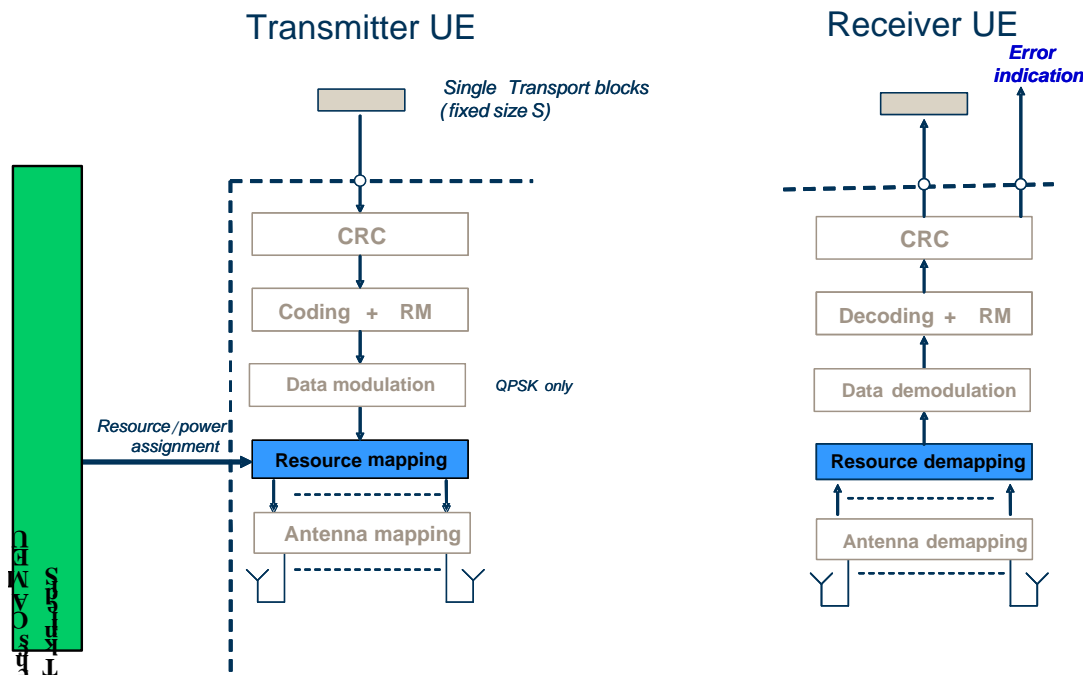 Transmitter UE
Receiver UE
Error
indication
Single Transport blocks
(fixed size S)
CRC
CRC
Coding + RM
Decoding + RM
Data modulation
QPSK only
Data demodulation
Resource/power
assignment
Resource mapping
Resource demapping
Antenna mapping
Antenna demapping